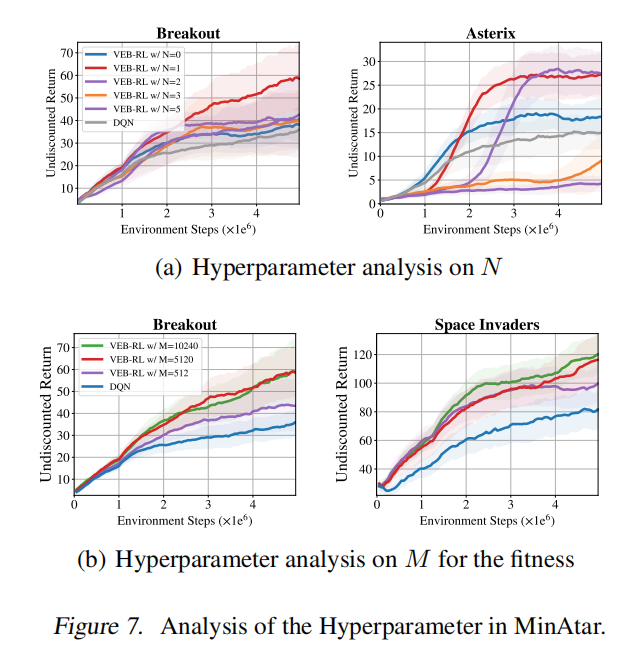 Breakout
Undiscounted Return
70
60
50
40
30
20
10
VEB-RL w/ N=0
VEB-RL w/ N=1
VEB-RL w/ N=2
VEB-RL w/ N=3
VEB-RL w/ N=5
DQN
1 2 3 4
Environment Steps (×1e⁶)
Asterix
Undiscounted Return
30
25
20
15
10
5
0
0 1 2 3 4
Environment Steps (×1e⁶)
(a) Hyperparameter analysis on N
Breakout
Undiscounted Return
70
60
50
40
30
20
10
VEB-RL w/ M=10240
VEB-RL w/ M=5120
VEB-RL w/ M=512
DQN
0 1 2 3 4
Environment Steps (×1e⁶)
Space Invaders
Undiscounted Return
120
100
80
60
40
0 1 2 3 4
Environment Steps (×1e⁶)
(b) Hyperparameter analysis on M for the fitness
Figure 7. Analysis of the Hyperparameter in MinAtar.